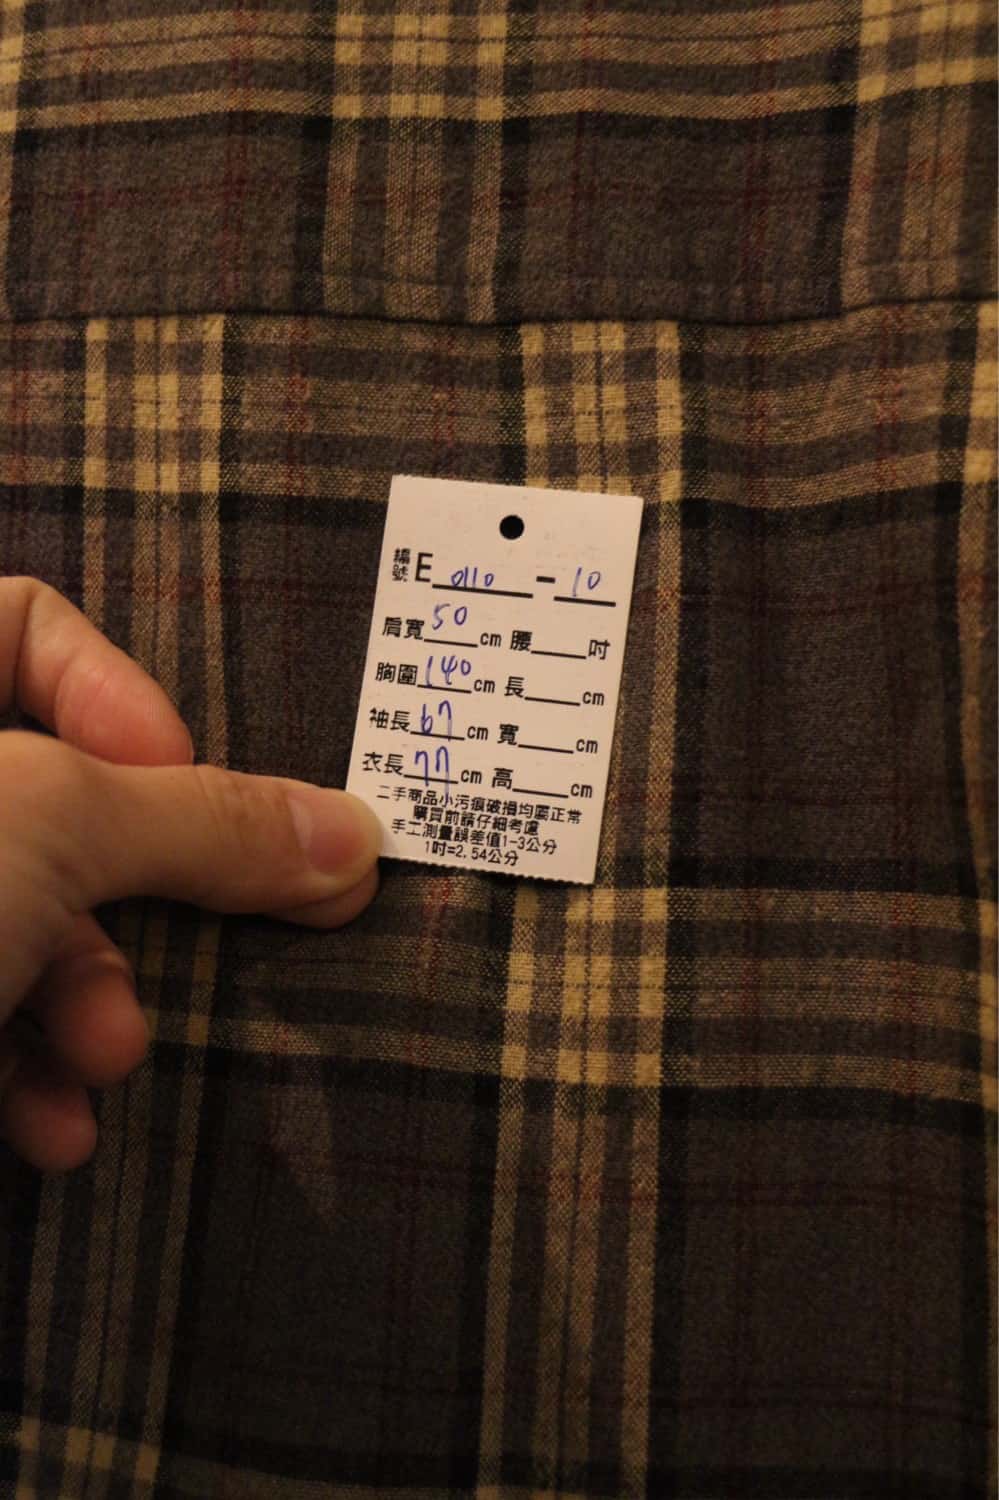 編號 E 0110 - 10
肩寬 50 cm 腰 吋
胸圍 140 cm 長 cm
袖長 67 cm 寬 cm
衣長 77 cm 高 cm
二手商品小污痕破損均屬正常
購買前請仔細考慮
手工測量誤差值1-3公分
1吋=2.54公分